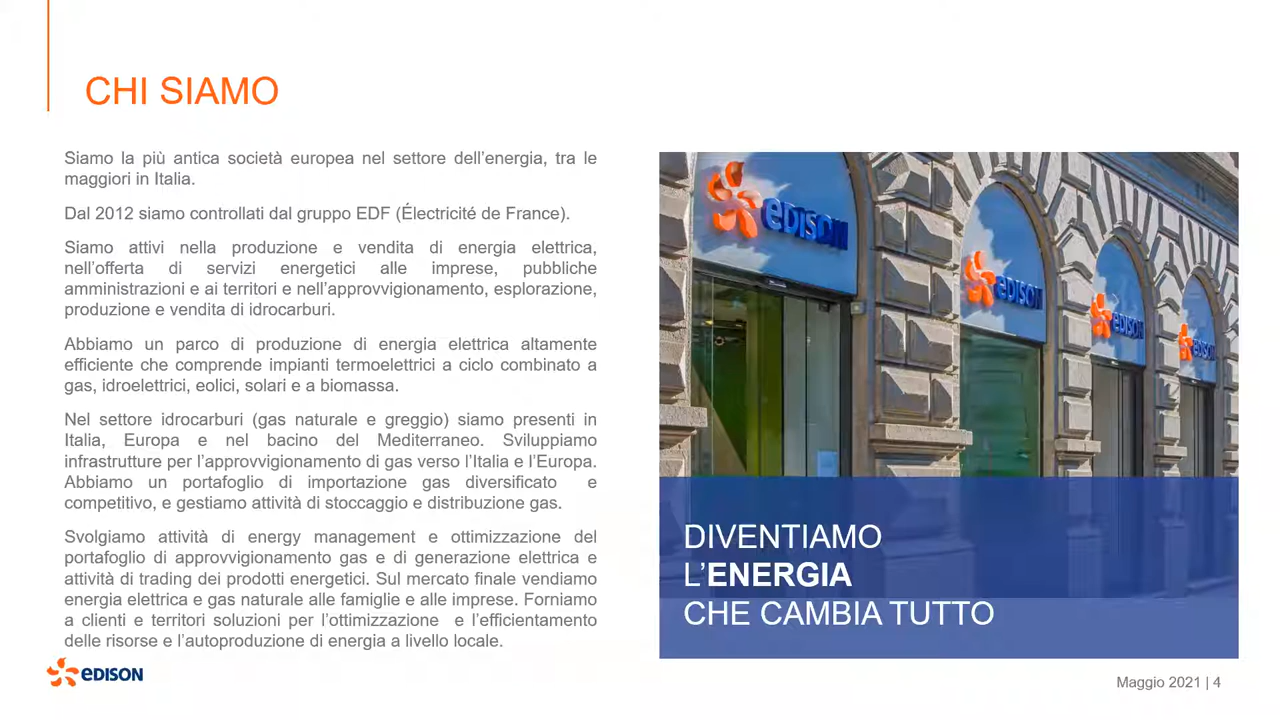 CHI SIAMO
Siamo la più antica società europea nel settore dell'energia, tra le
maggiori in Italia.
Dal 2012 siamo controllati dal gruppo EDF (Électricité de France).
Siamo attivi nella produzione e vendita di energia elettrica,
nell'offerta di servizi energetici alle imprese, pubbliche
amministrazioni e ai territori e nell'approvvigionamento, esplorazione,
produzione e vendita di idrocarburi.
Abbiamo un parco di produzione di energia elettrica altamente
efficiente che comprende impianti termoelettrici a ciclo combinato a
gas, idroelettrici, eolici, solari e a biomassa.
Nel settore idrocarburi (gas naturale e greggio) siamo presenti in
Italia, Europa e nel bacino del Mediterraneo. Sviluppiamo
infrastrutture per l'approvvigionamento di gas verso l'Italia e l'Europa.
Abbiamo un portafoglio di importazione gas diversificato e
competitivo, e gestiamo attività di stoccaggio e distribuzione gas.
Svolgiamo attività di energy management e ottimizzazione del
portafoglio di approvvigionamento gas e di generazione elettrica e
attività di trading dei prodotti energetici. Sul mercato finale vendiamo
energia elettrica e gas naturale alle famiglie e alle imprese. Forniamo
a clienti e territori soluzioni per l'ottimizzazione e l'efficientamento
delle risorse e l'autoproduzione di energia a livello locale.
eDISON
eDISON
eDISON
eDISON
DIVENTIAMO
L'ENERGIA
CHE CAMBIA TUTTO
eDISON
Maggio 2021 | 4